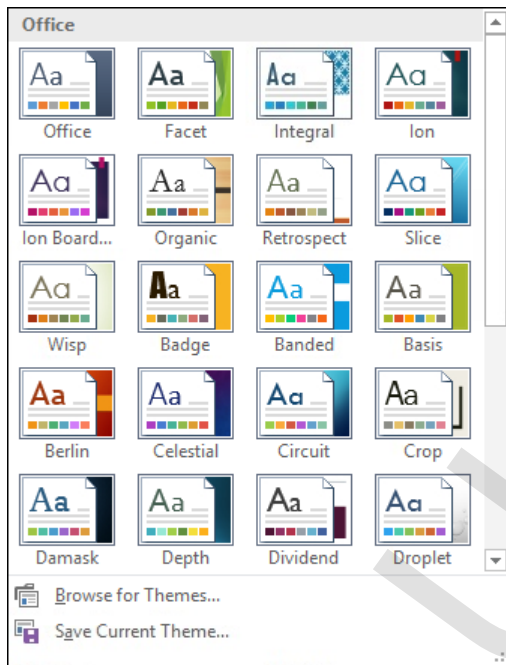 Office
Aa Aa Aa Aa
Office Facet Integral Ion
Aa Aa Aa Aa
Ion Board... Organic Retrospect Slice
Aa Aa Aa Aa
Wisp Badge Banded Basis
Aa Aa Aa Aa
Berlin Celestial Circuit Crop
Aa Aa Aa Aa
Damask Depth Dividend Droplet
Browse for Themes...
Save Current Theme...